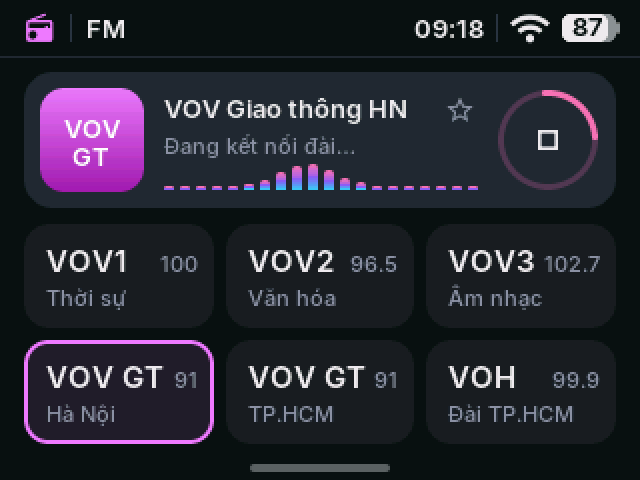 FM
09:18
87
VOV
GT
VOV Giao thông HN
Đang kết nối đài...
VOV1 100
Thời sự
VOV2 96.5
Văn hóa
VOV3 102.7
Âm nhạc
VOV GT 91
Hà Nội
VOV GT 91
TP.HCM
VOH 99.9
Đài TP.HCM